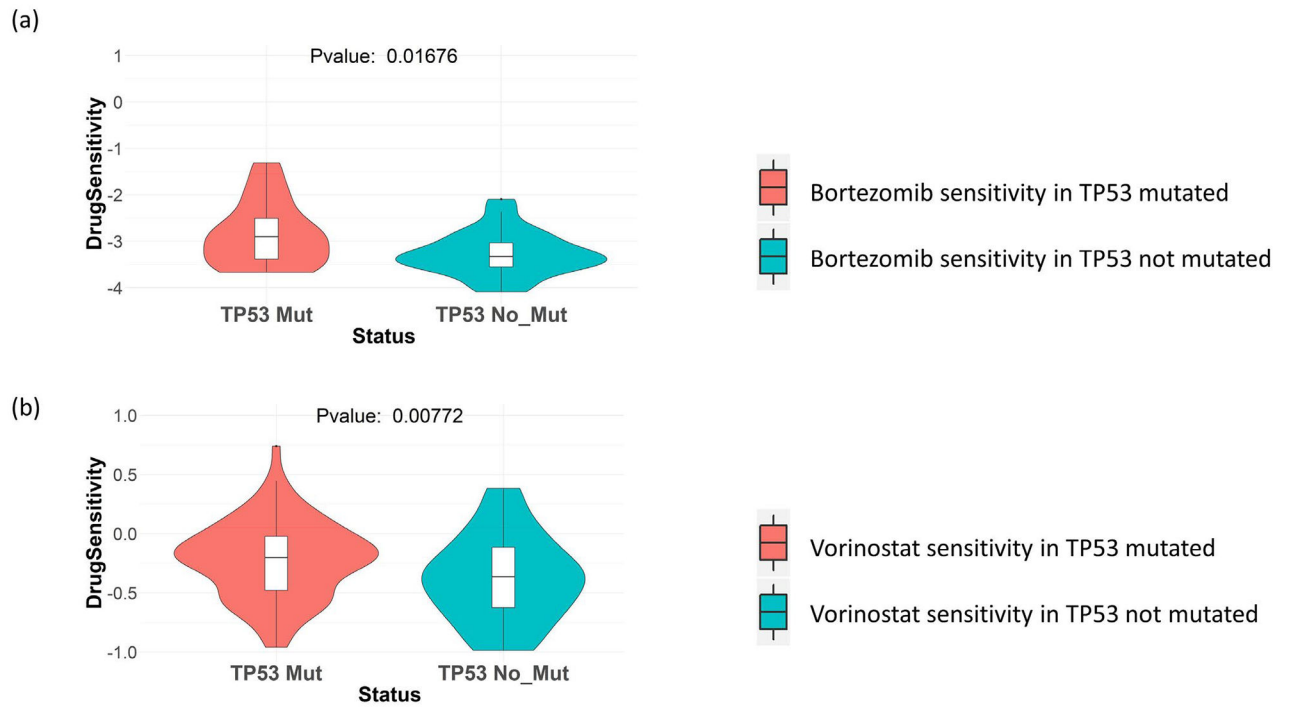 (a)
Pvalue: 0.01676
1
0
-1
-2
-3
-4
DrugSensitivity
TP53 Mut
TP53 No_Mut
Status
Bortezomib sensitivity in TP53 mutated
Bortezomib sensitivity in TP53 not mutated
(b)
Pvalue: 0.00772
1.0
0.5
0.0
-0.5
-1.0
DrugSensitivity
TP53 Mut
TP53 No_Mut
Status
Vorinostat sensitivity in TP53 mutated
Vorinostat sensitivity in TP53 not mutated